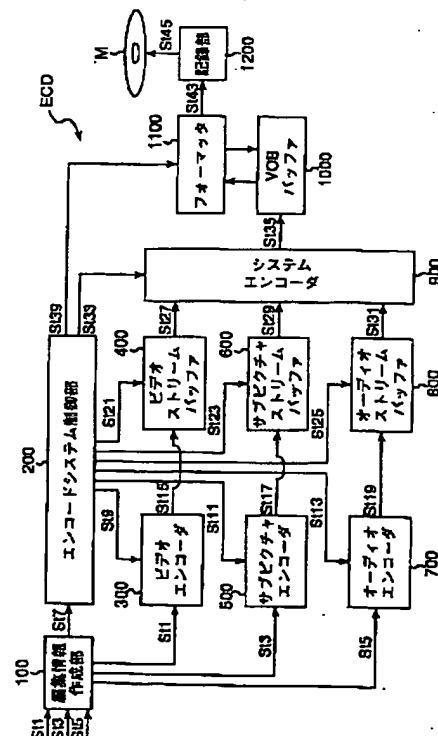 ECD
St1
St3
St5
100
編集情報
作成部
St7
200
エンコードシステム制御部
St39
St33
St9
St21
St1
300
ビデオ
エンコーダ
St15
400
ビデオ
ストリーム
バッファ
St27
St11
St23
St3
500
サブピクチャ
エンコーダ
St17
600
サブピクチャ
ストリーム
バッファ
St29
St13
St25
St5
700
オーディオ
エンコーダ
St19
800
オーディオ
ストリーム
バッファ
St31
システム
エンコーダ
900
St35
VOB
バッファ
1000
1100
フォーマッタ
St43
記録部
1200
St45
M